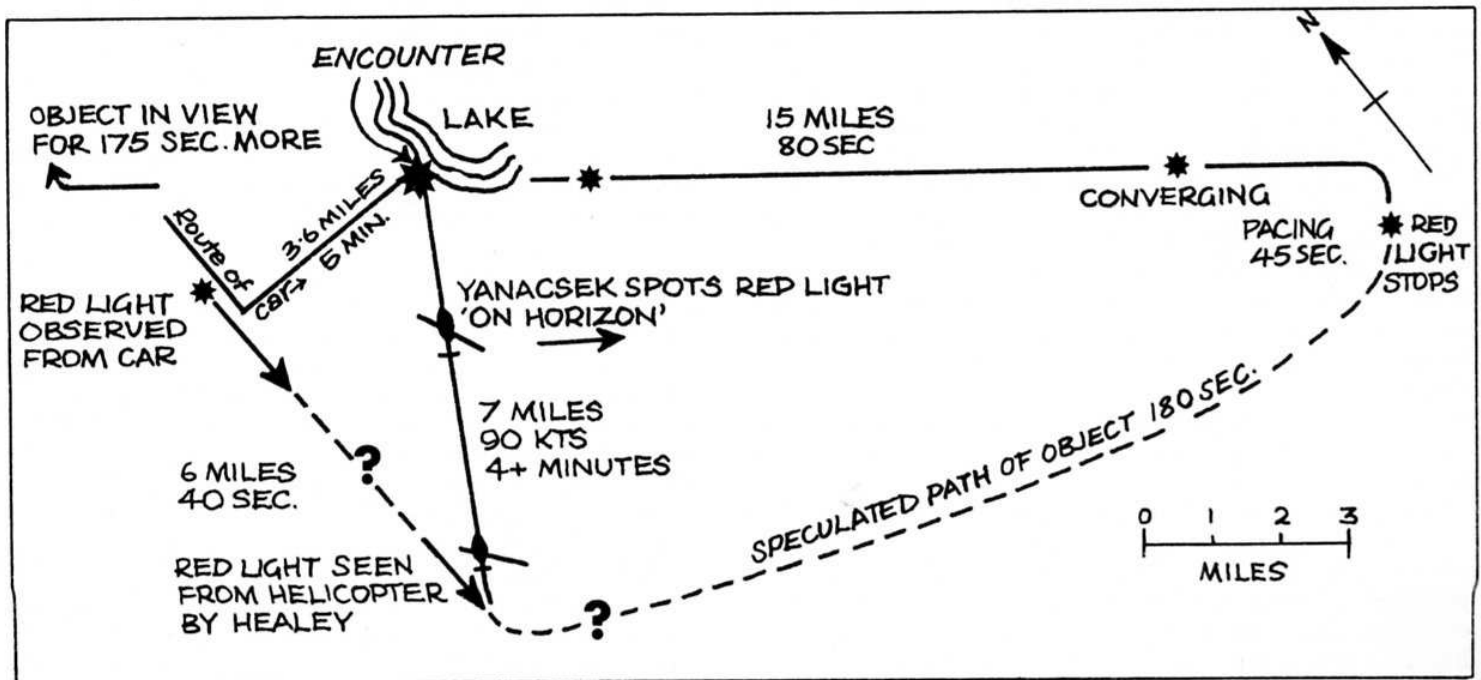 ENCOUNTER
LAKE
N
OBJECT IN VIEW
FOR 175 SEC. MORE
15 MILES
80 SEC
CONVERGING
PACING
45 SEC.
RED
LIGHT
STOPS
Route of
car→
3·6 MILES
5 MIN.
RED LIGHT
OBSERVED
FROM CAR
YANACSEK SPOTS RED LIGHT
'ON HORIZON'
7 MILES
90 KTS
4+ MINUTES
?
6 MILES
40 SEC.
RED LIGHT SEEN
FROM HELICOPTER
BY HEALEY
?
SPECULATED PATH OF OBJECT 180 SEC.
0 1 2 3
MILES